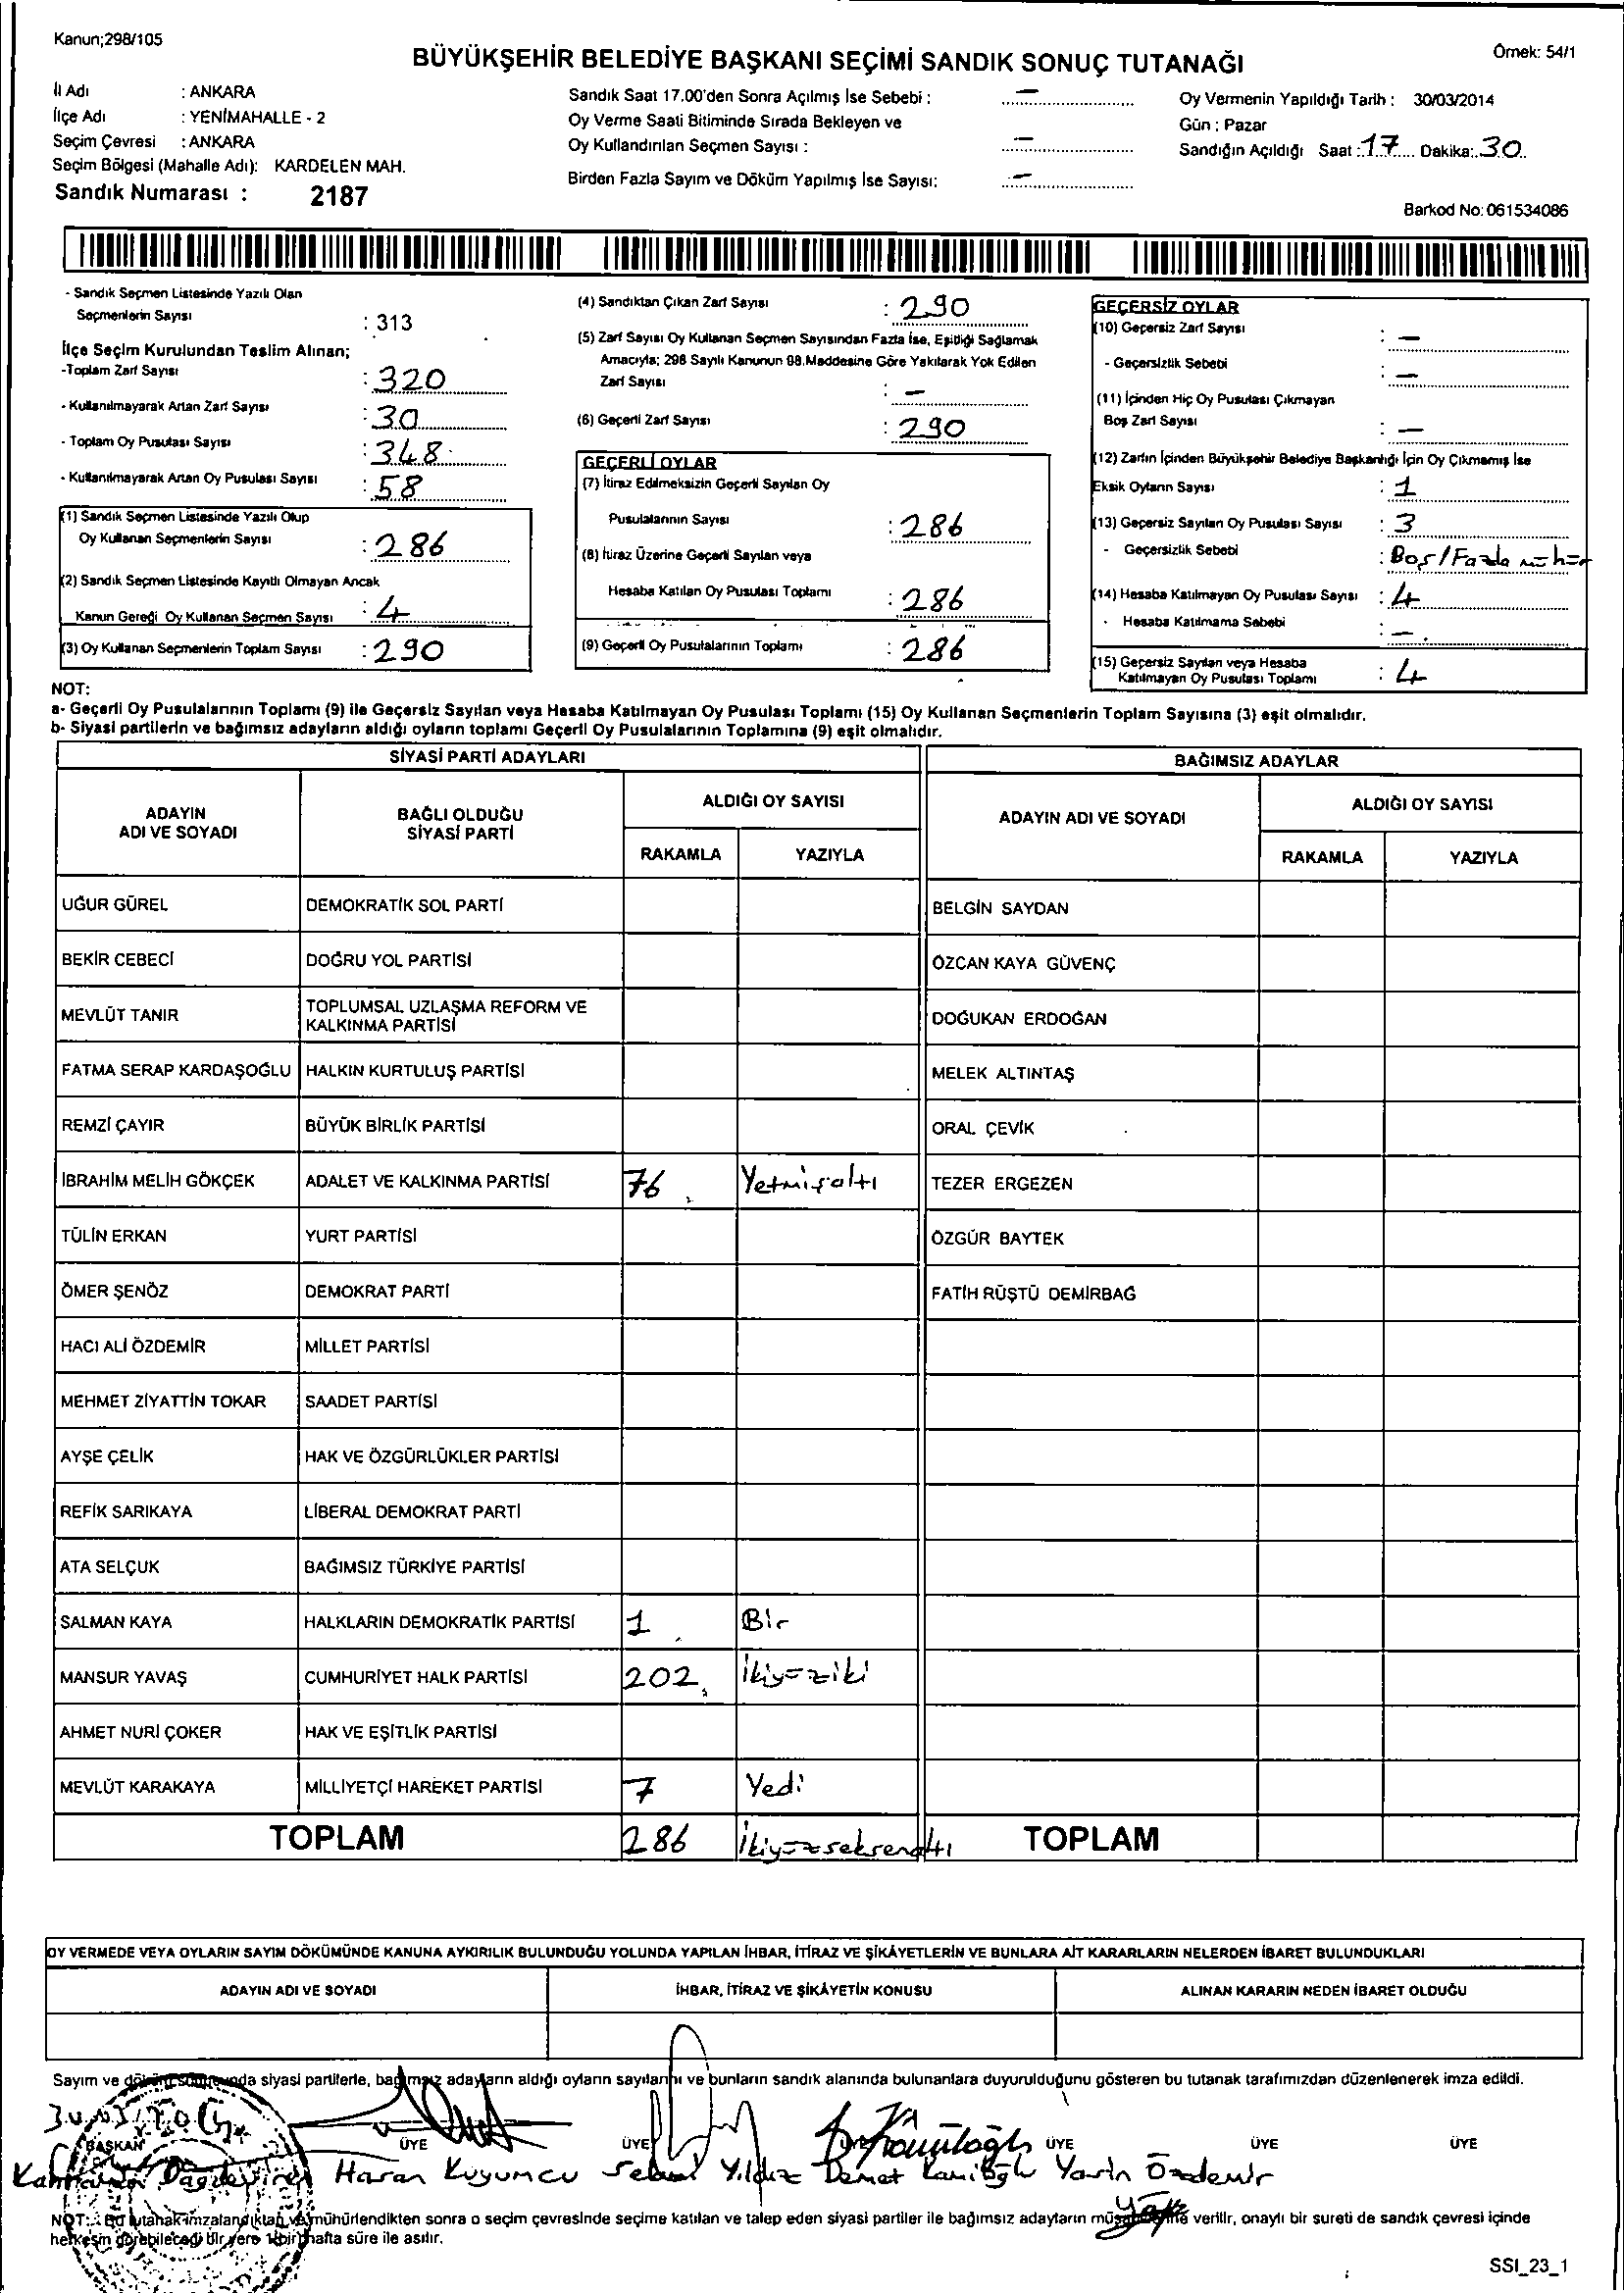 Kanun;298/105
Örnek: 54/1
BÜYÜKŞEHİR BELEDİYE BAŞKANI SEÇİMİ SANDIK SONUÇ TUTANAĞI
İl Adı : ANKARA
İlçe Adı : YENİMAHALLE - 2
Seçim Çevresi : ANKARA
Seçim Bölgesi (Mahalle Adı): KARDELEN MAH.
Sandık Numarası : 2187
Sandık Saat 17.00'den Sonra Açılmış İse Sebebi : –
Oy Verme Saati Bitiminde Sırada Bekleyen ve
Oy Kullandırılan Seçmen Sayısı : –
Birden Fazla Sayım ve Döküm Yapılmış İse Sayısı: –
Oy Vermenin Yapıldığı Tarih : 30/03/2014
Gün : Pazar
Sandığın Açıldığı Saat : 17 Dakika: 30
Barkod No: 061534086
- Sandık Seçmen Listesinde Yazılı Olan
Seçmenlerin Sayısı : 313
İlçe Seçim Kurulundan Teslim Alınan;
-Toplam Zarf Sayısı : 320
- Kullanılmayarak Artan Zarf Sayısı : 30
- Toplam Oy Pusulası Sayısı : 348
- Kullanılmayarak Artan Oy Pusulası Sayısı : 58
(1) Sandık Seçmen Listesinde Yazılı Olup
Oy Kullanan Seçmenlerin Sayısı : 286
(2) Sandık Seçmen Listesinde Kayıtlı Olmayan Ancak
Kanun Gereği Oy Kullanan Seçmen Sayısı : 4
(3) Oy Kullanan Seçmenlerin Toplam Sayısı : 290
(4) Sandıktan Çıkan Zarf Sayısı : 290
(5) Zarf Sayısı Oy Kullanan Seçmen Sayısından Fazla İse, Eşitliği Sağlamak
Amacıyla; 298 Sayılı Kanunun 98.Maddesine Göre Yakılarak Yok Edilen
Zarf Sayısı : –
(6) Geçerli Zarf Sayısı : 290
GEÇERLİ OYLAR
(7) İtiraz Edilmeksizin Geçerli Sayılan Oy
Pusulalarının Sayısı : 286
(8) İtiraz Üzerine Geçerli Sayılan veya
Hesaba Katılan Oy Pusulası Toplamı : 286
(9) Geçerli Oy Pusulalarının Toplamı : 286
GEÇERSİZ OYLAR
(10) Geçersiz Zarf Sayısı : –
- Geçersizlik Sebebi : –
(11) İçinden Hiç Oy Pusulası Çıkmayan
Boş Zarf Sayısı : –
(12) Zarfın İçinden Büyükşehir Belediye Başkanlığı İçin Oy Çıkmamış İse
Eksik Oyların Sayısı : 1
(13) Geçersiz Sayılan Oy Pusulası Sayısı : 3
- Geçersizlik Sebebi : Boş/Fazla mühür
(14) Hesaba Katılmayan Oy Pusulası Sayısı : 4
- Hesaba Katılmama Sebebi : –
(15) Geçersiz Sayılan veya Hesaba
Katılmayan Oy Pusulası Toplamı : 4
NOT:
a- Geçerli Oy Pusulalarının Toplamı (9) ile Geçersiz Sayılan veya Hesaba Katılmayan Oy Pusulası Toplamı (15) Oy Kullanan Seçmenlerin Toplam Sayısına (3) eşit olmalıdır.
b- Siyasi partilerin ve bağımsız adayların aldığı oyların toplamı Geçerli Oy Pusulalarının Toplamına (9) eşit olmalıdır.
SİYASİ PARTİ ADAYLARI BAĞIMSIZ ADAYLAR
ADAYIN ADI VE SOYADI BAĞLI OLDUĞU SİYASİ PARTİ ALDIĞI OY SAYISI ADAYIN ADI VE SOYADI ALDIĞI OY SAYISI
RAKAMLA YAZIYLA RAKAMLA YAZIYLA
UĞUR GÜREL DEMOKRATİK SOL PARTİ BELGİN SAYDAN
BEKİR CEBECİ DOĞRU YOL PARTİSİ ÖZCAN KAYA GÜVENÇ
MEVLÜT TANIR TOPLUMSAL UZLAŞMA REFORM VE KALKINMA PARTİSİ DOĞUKAN ERDOĞAN
FATMA SERAP KARDAŞOĞLU HALKIN KURTULUŞ PARTİSİ MELEK ALTINTAŞ
REMZİ ÇAYIR BÜYÜK BİRLİK PARTİSİ ORAL ÇEVİK
İBRAHİM MELİH GÖKÇEK ADALET VE KALKINMA PARTİSİ 76 Yetmişaltı TEZER ERGEZEN
TÜLİN ERKAN YURT PARTİSİ ÖZGÜR BAYTEK
ÖMER ŞENÖZ DEMOKRAT PARTİ FATİH RÜŞTÜ DEMİRBAĞ
HACI ALİ ÖZDEMİR MİLLET PARTİSİ
MEHMET ZİYATTİN TOKAR SAADET PARTİSİ
AYŞE ÇELİK HAK VE ÖZGÜRLÜKLER PARTİSİ
REFİK SARIKAYA LİBERAL DEMOKRAT PARTİ
ATA SELÇUK BAĞIMSIZ TÜRKİYE PARTİSİ
SALMAN KAYA HALKLARIN DEMOKRATİK PARTİSİ 1 Bir
MANSUR YAVAŞ CUMHURİYET HALK PARTİSİ 202 İkiyüziki
AHMET NURİ ÇOKER HAK VE EŞİTLİK PARTİSİ
MEVLÜT KARAKAYA MİLLİYETÇİ HAREKET PARTİSİ 7 Yedi
TOPLAM 286 İkiyüzseksenaltı TOPLAM
OY VERMEDE VEYA OYLARIN SAYIM DÖKÜMÜNDE KANUNA AYKIRILIK BULUNDUĞU YOLUNDA YAPILAN İHBAR, İTİRAZ VE ŞİKÂYETLERİN VE BUNLARA AİT KARARLARIN NELERDEN İBARET BULUNDUKLARI
ADAYIN ADI VE SOYADI İHBAR, İTİRAZ VE ŞİKÂYETİN KONUSU ALINAN KARARIN NEDEN İBARET OLDUĞU
Sayım ve döküm sonucunda siyasi partilerle, bağımsız adayların aldığı oyların sayılarını ve bunların sandık alanında bulunanlara duyurulduğunu gösteren bu tutanak tarafımızdan düzenlenerek imza edildi.
BAŞKAN ÜYE ÜYE ÜYE ÜYE ÜYE ÜYE
Dağdeviren Hasan Kuyumcu Selami Yıldız Demet Yasin Özdemir
NOT: Bu tutanak imzalandıktan ve mühürlendikten sonra o seçim çevresinde seçime katılan ve talep eden siyasi partiler ile bağımsız adayların müşahitlerine verilir, onaylı bir sureti de sandık çevresi içinde
herkesin görebileceği bir yere 1 bir hafta süre ile asılır.
SSI_23_1